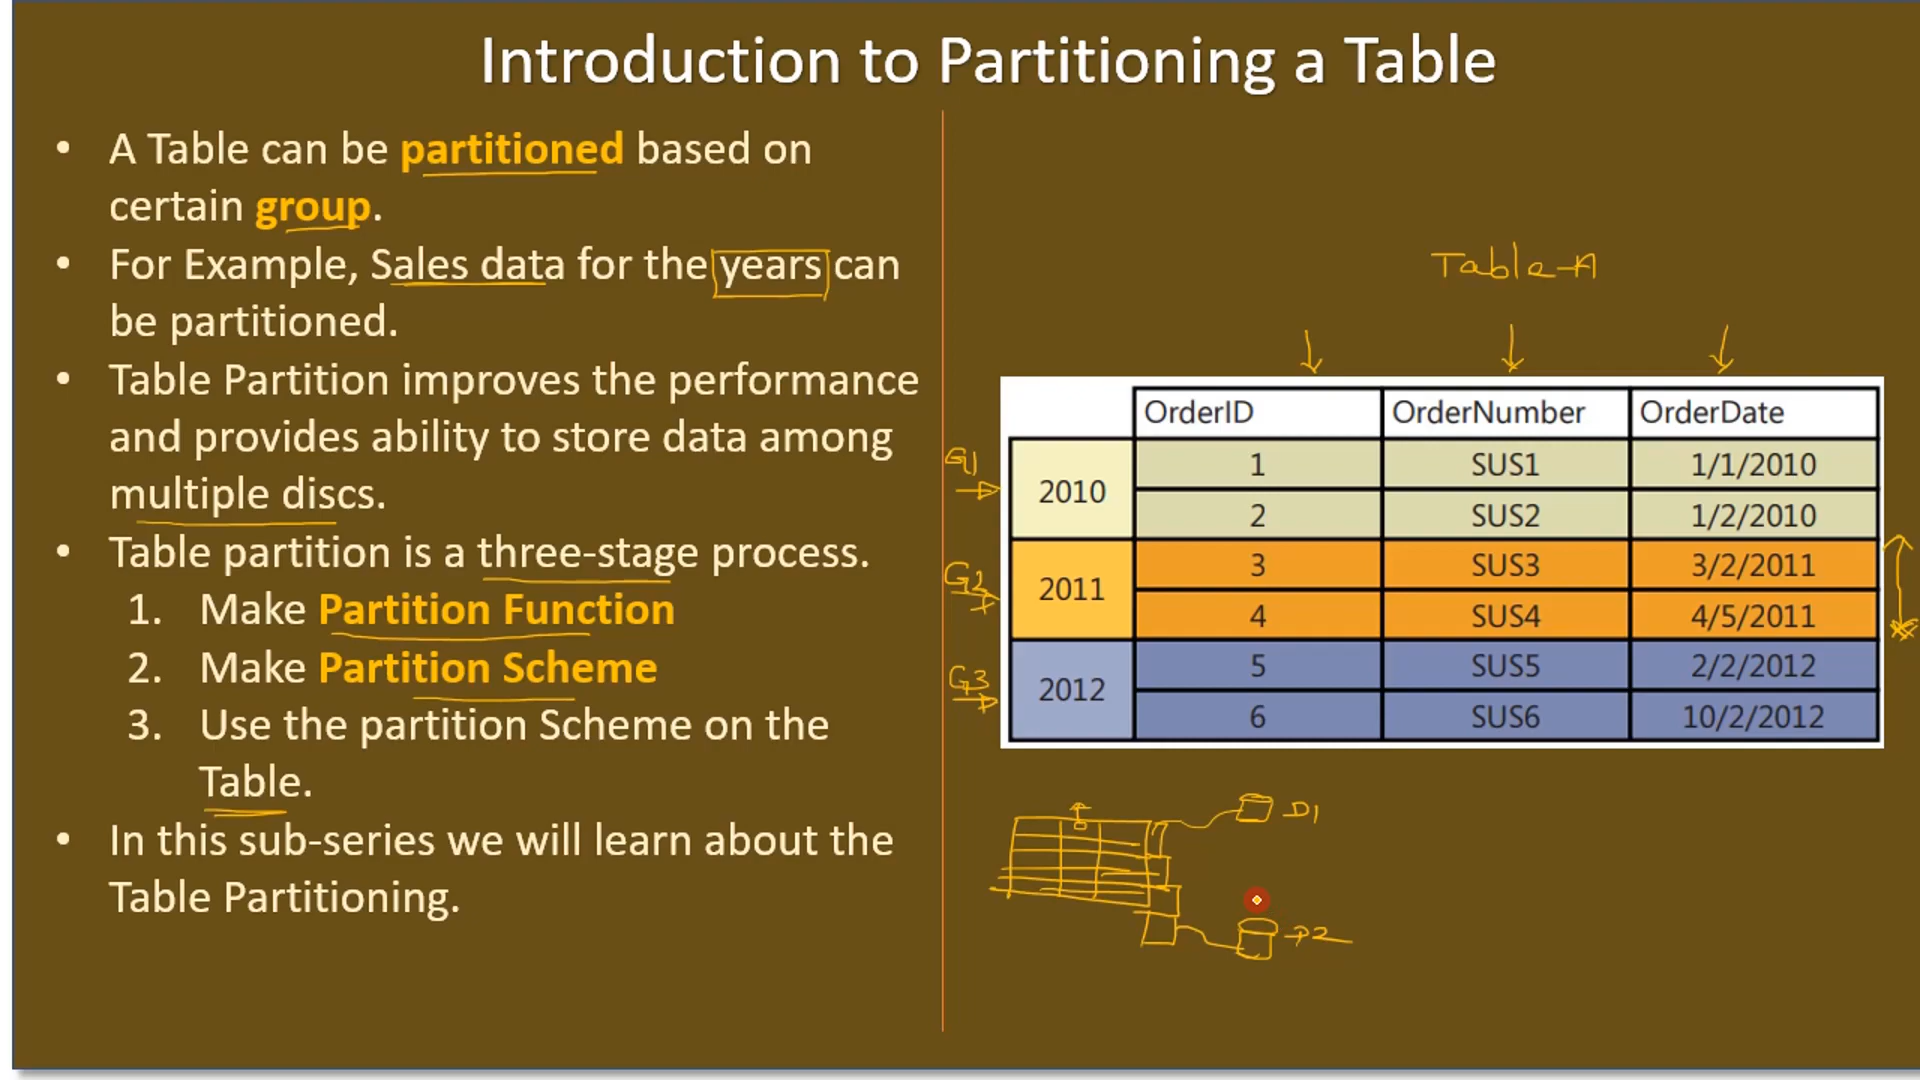 Introduction to Partitioning a Table
• A Table can be partitioned based on
certain group.
• For Example, Sales data for the years can
be partitioned.
• Table Partition improves the performance
and provides ability to store data among
multiple discs.
• Table partition is a three-stage process.
1. Make Partition Function
2. Make Partition Scheme
3. Use the partition Scheme on the
Table.
• In this sub-series we will learn about the
Table Partitioning.
Table-A
OrderID OrderNumber OrderDate
G1
2010
1 SUS1 1/1/2010
2 SUS2 1/2/2010
G2
2011
3 SUS3 3/2/2011
4 SUS4 4/5/2011
G3
2012
5 SUS5 2/2/2012
6 SUS6 10/2/2012
D1